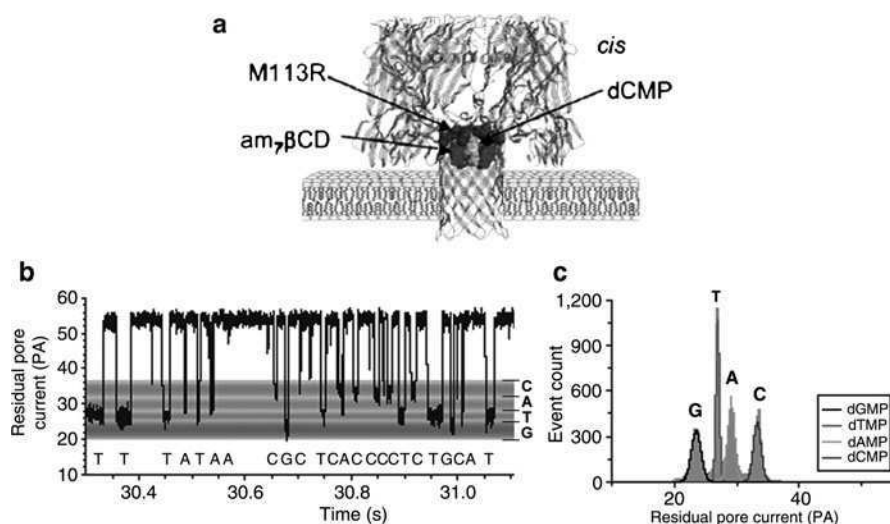 a
cis
M113R
dCMP
am7βCD
b
Residual pore current (PA)
60
50
40
30
20
10
C
A
T
G
T T T A T A A C G C T C A C C C C T C T G C A T
30.4 30.6 30.8 31.0
Time (s)
c
Event count
1,200
900
600
300
0
T
G
A
C
dGMP
dTMP
dAMP
dCMP
20 40
Residual pore current (PA)